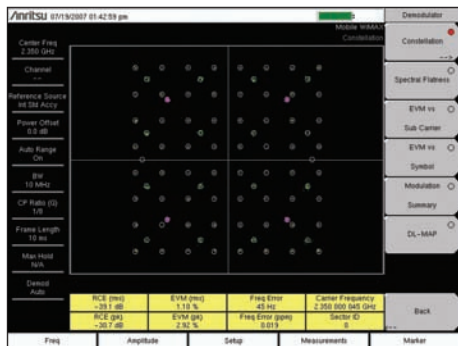 Anritsu 07/19/2007 01:42:59 pm
Mobile WiMAX
Constellation
Center Freq
2.350 GHz
Channel
--
Reference Source
Int Std Accy
Power Offset
0.0 dB
Auto Range
On
BW
10 MHz
CP Ratio (G)
1/8
Frame Length
10 ms
Max Hold
N/A
Demod
Auto
RCE (rms)
-39.1 dB
EVM (rms)
1.10 %
Freq Error
45 Hz
Carrier Frequency
2.350 000 045 GHz
RCE (pk)
-30.7 dB
EVM (pk)
2.92 %
Freq Error (ppm)
0.019
Sector ID
0
Demodulator
Constellation
-->
Spectral Flatness
EVM vs
Sub Carrier
EVM vs
Symbol
Modulation
Summary
DL-MAP
Back
<--
Freq
Amplitude
Setup
Measurements
Marker